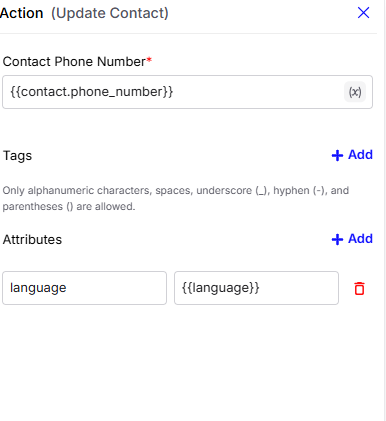 Action (Update Contact)
Contact Phone Number*
{{contact.phone_number}} (x)
Tags + Add
Only alphanumeric characters, spaces, underscore (_), hyphen (-), and
parentheses () are allowed.
Attributes + Add
language {{language}}